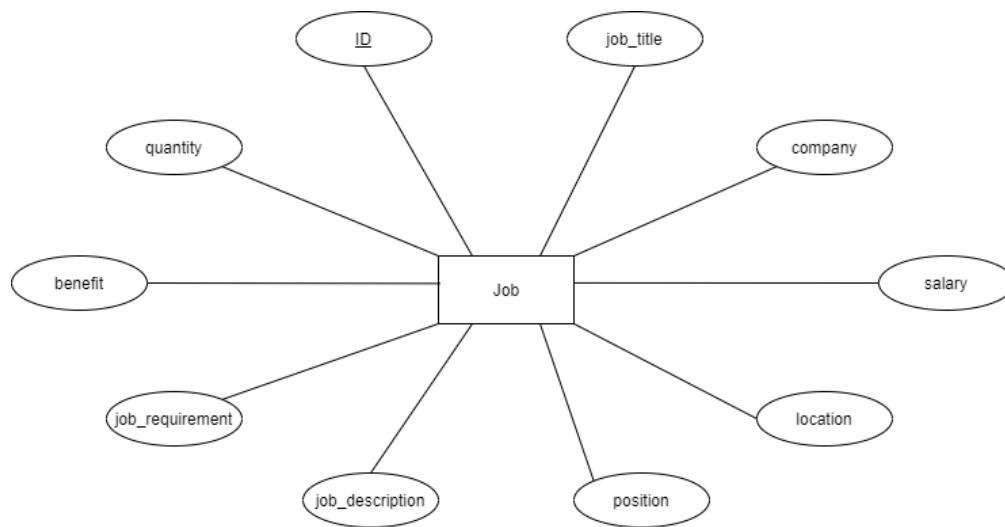 ID
job_title
quantity
company
benefit
Job
salary
job_requirement
location
job_description
position